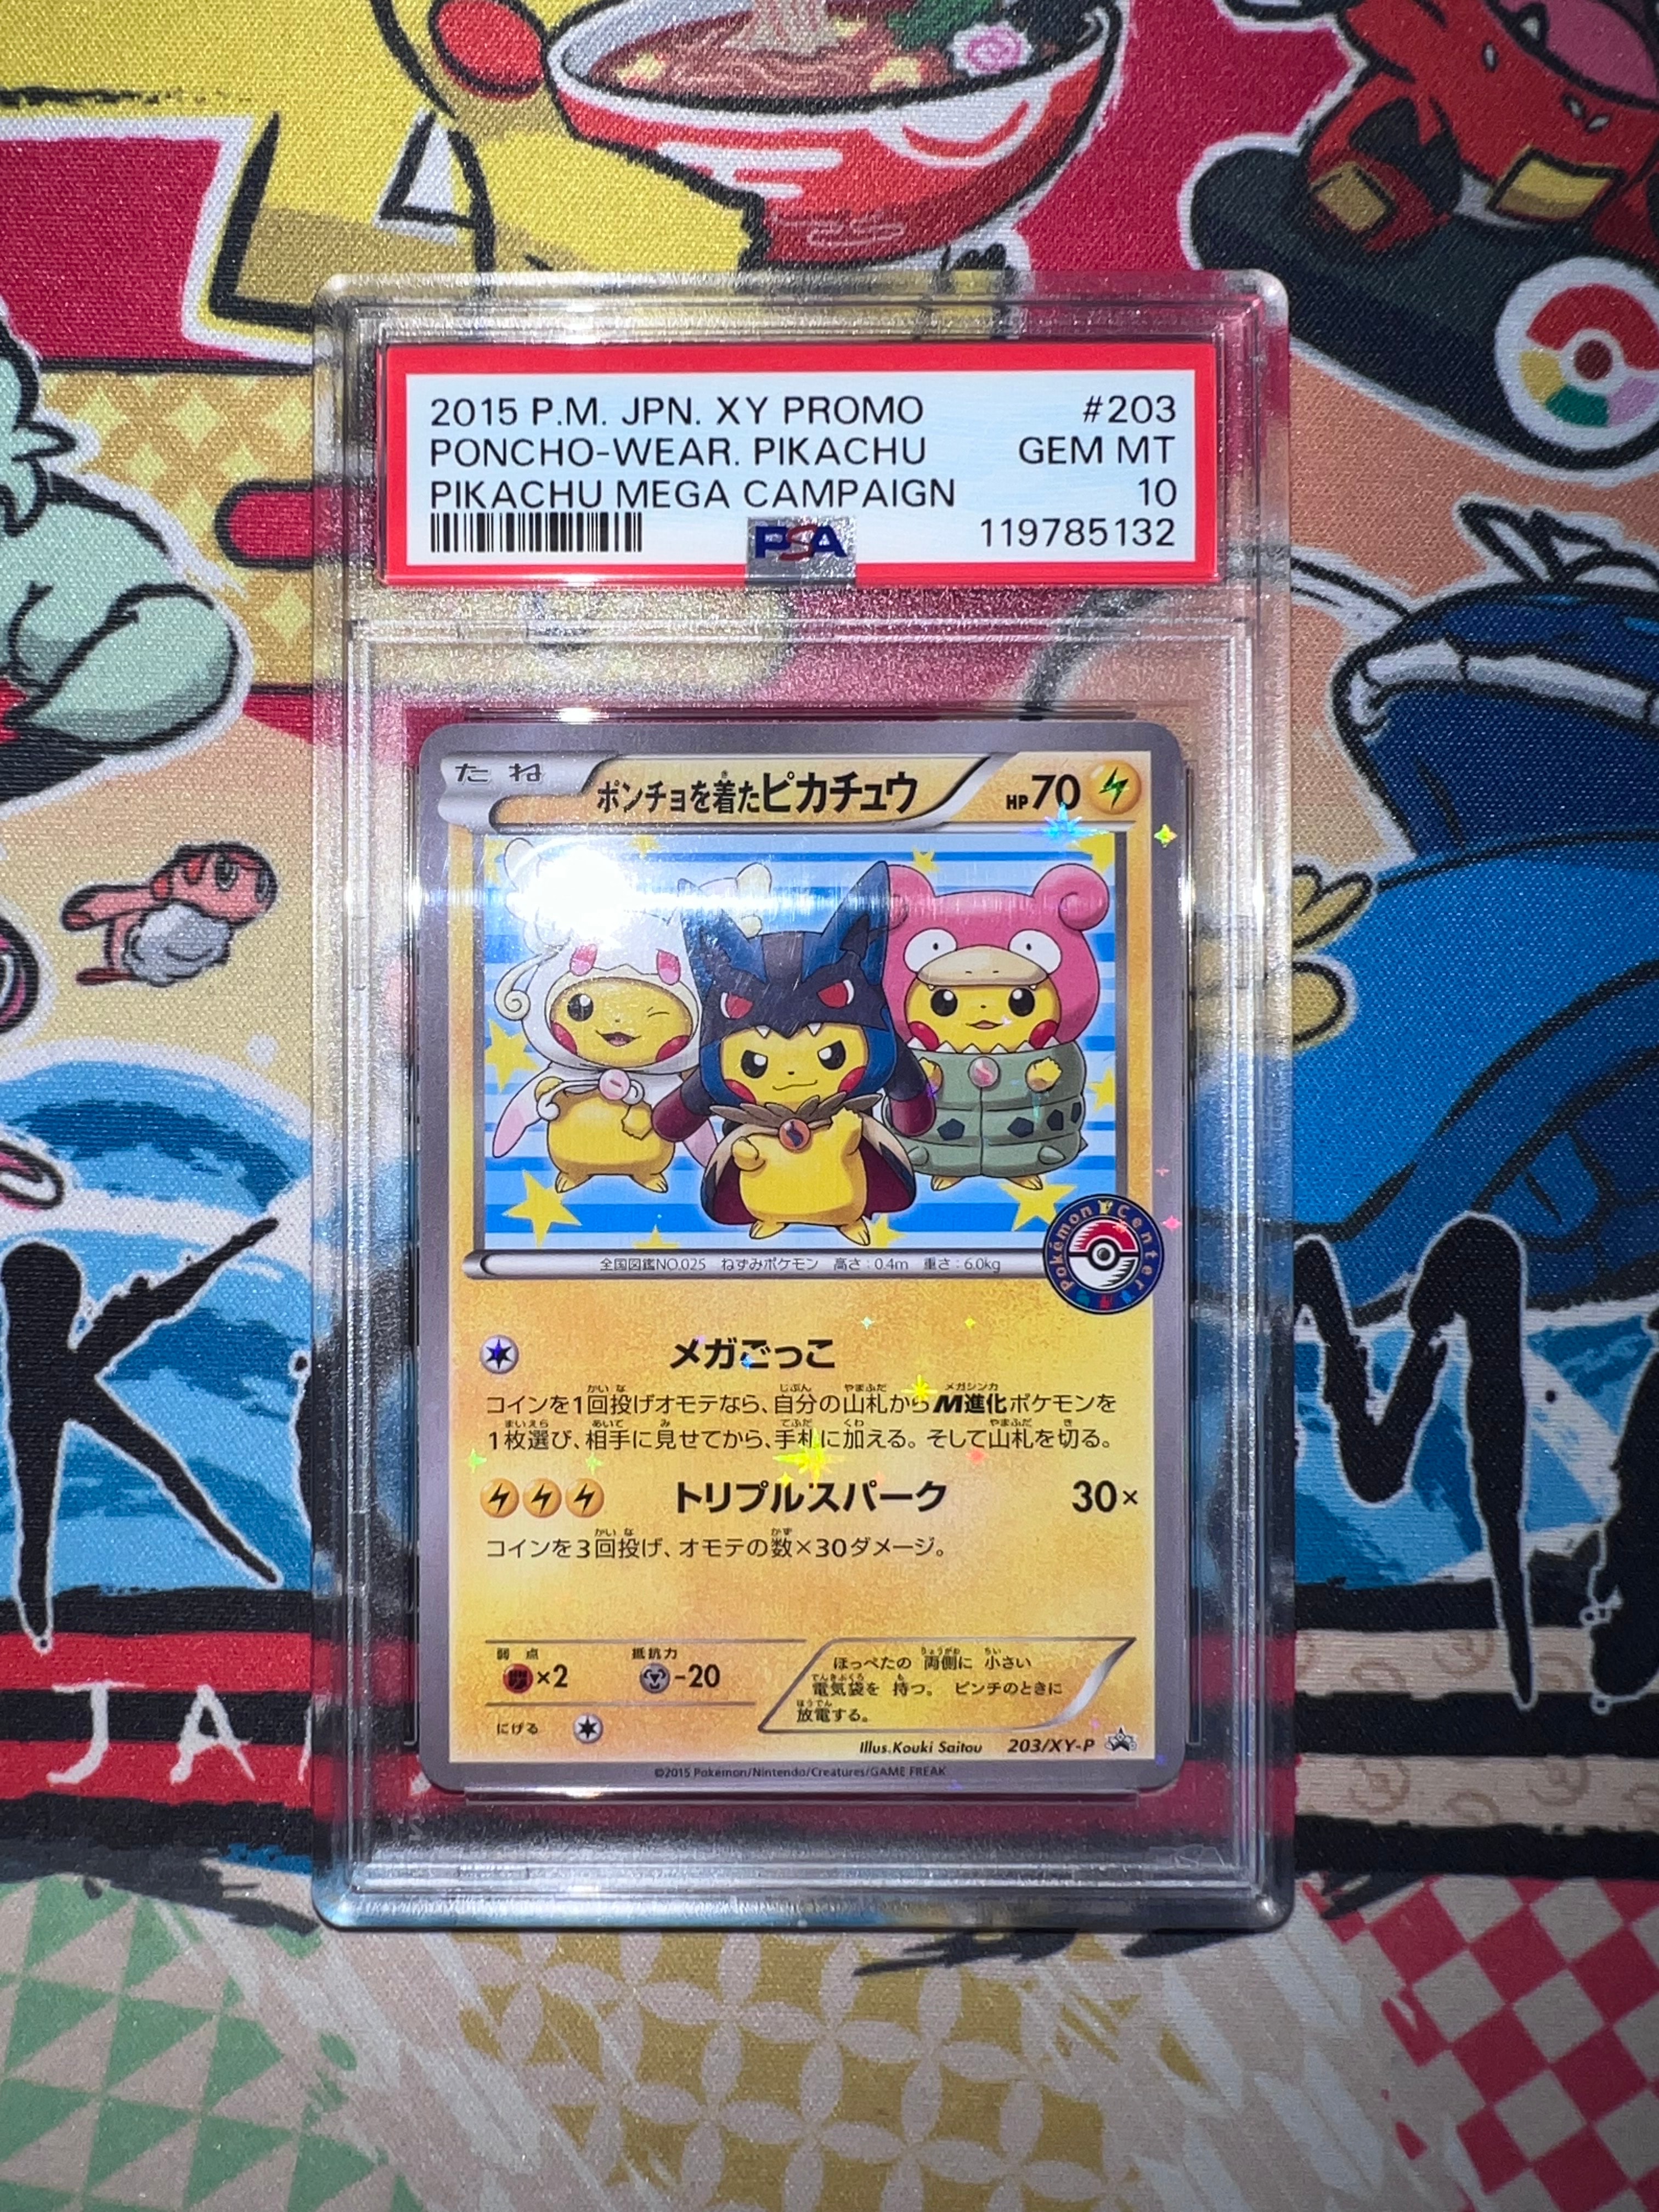 2015 P.M. JPN. XY PROMO #203
PONCHO-WEAR. PIKACHU GEM MT
PIKACHU MEGA CAMPAIGN 10
PSA 119785132
たね ポンチョを着たピカチュウ HP70
全国図鑑NO.025 ねずみポケモン 高さ:0.4m 重さ:6.0kg
Pokémon Center
メガごっこ
コインを1回投げオモテなら、自分の山札からM進化ポケモンを
1枚選び、相手に見せてから、手札に加える。そして山札を切る。
トリプルスパーク 30×
コインを3回投げ、オモテの数×30ダメージ。
弱点 ×2 抵抗力 -20
にげる
ほっぺたの 両側に 小さい
電気袋を 持つ。 ピンチのときに
放電する。
Illus.Kouki Saitou 203/XY-P
©2015 Pokémon/Nintendo/Creatures/GAME FREAK
PSA
K M
JA